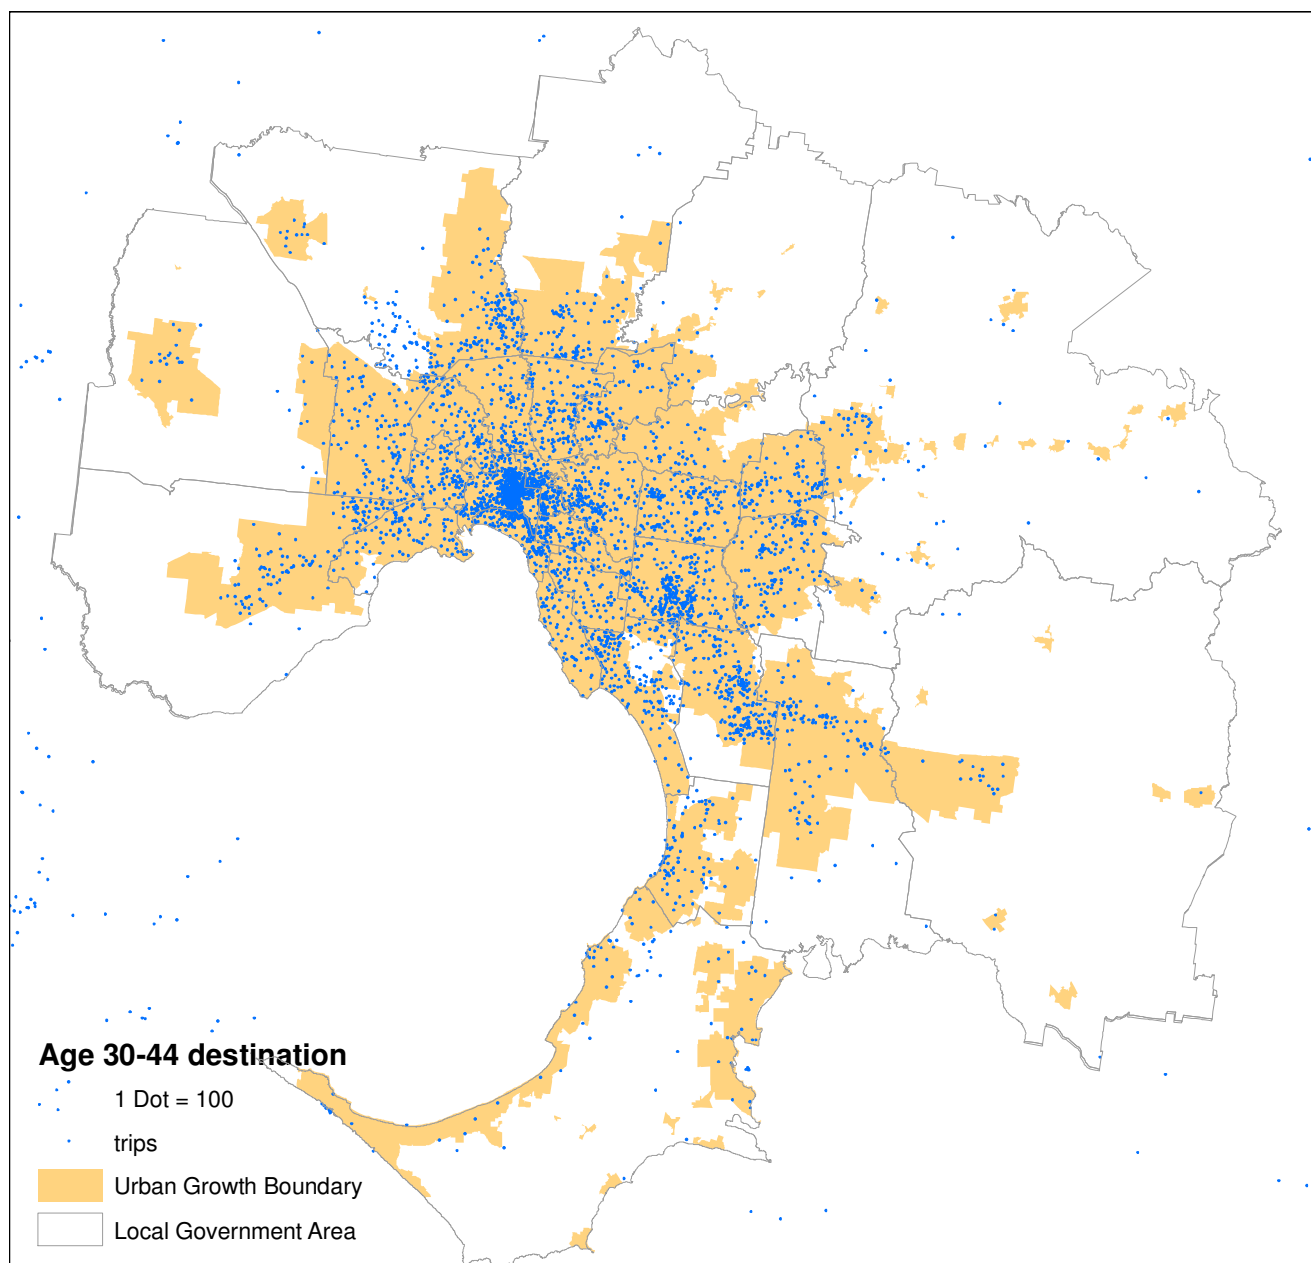 Age 30-44 destination
1 Dot = 100
trips
Urban Growth Boundary
Local Government Area